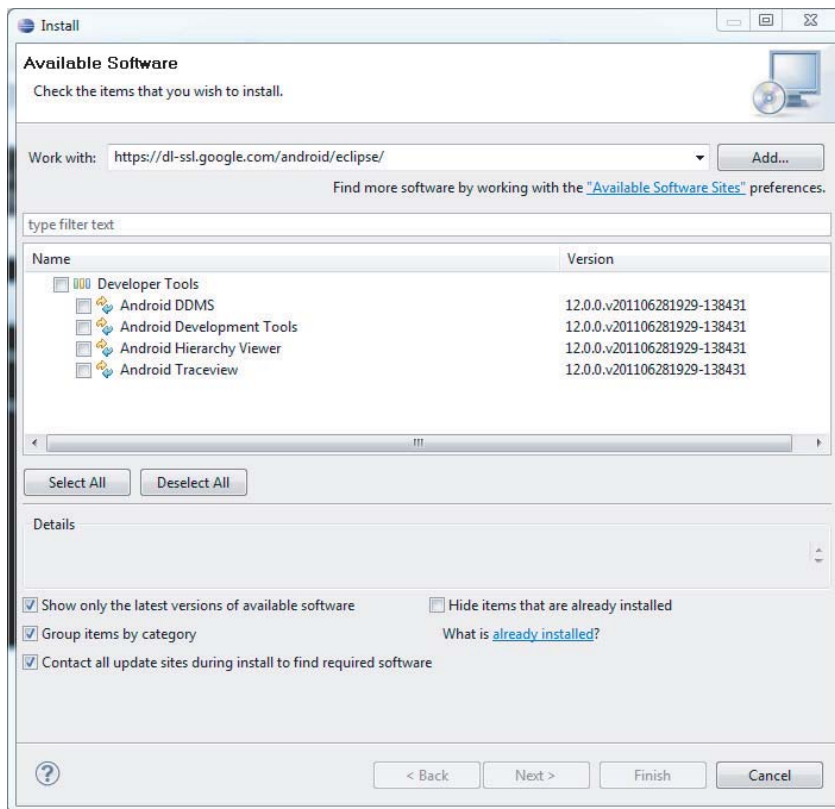 Install
Available Software
Check the items that you wish to install.
Work with: https://dl-ssl.google.com/android/eclipse/ Add...
Find more software by working with the "Available Software Sites" preferences.
type filter text
Name Version
Developer Tools
Android DDMS 12.0.0.v201106281929-138431
Android Development Tools 12.0.0.v201106281929-138431
Android Hierarchy Viewer 12.0.0.v201106281929-138431
Android Traceview 12.0.0.v201106281929-138431
Select All Deselect All
Details
Show only the latest versions of available software Hide items that are already installed
Group items by category What is already installed?
Contact all update sites during install to find required software
? < Back Next > Finish Cancel